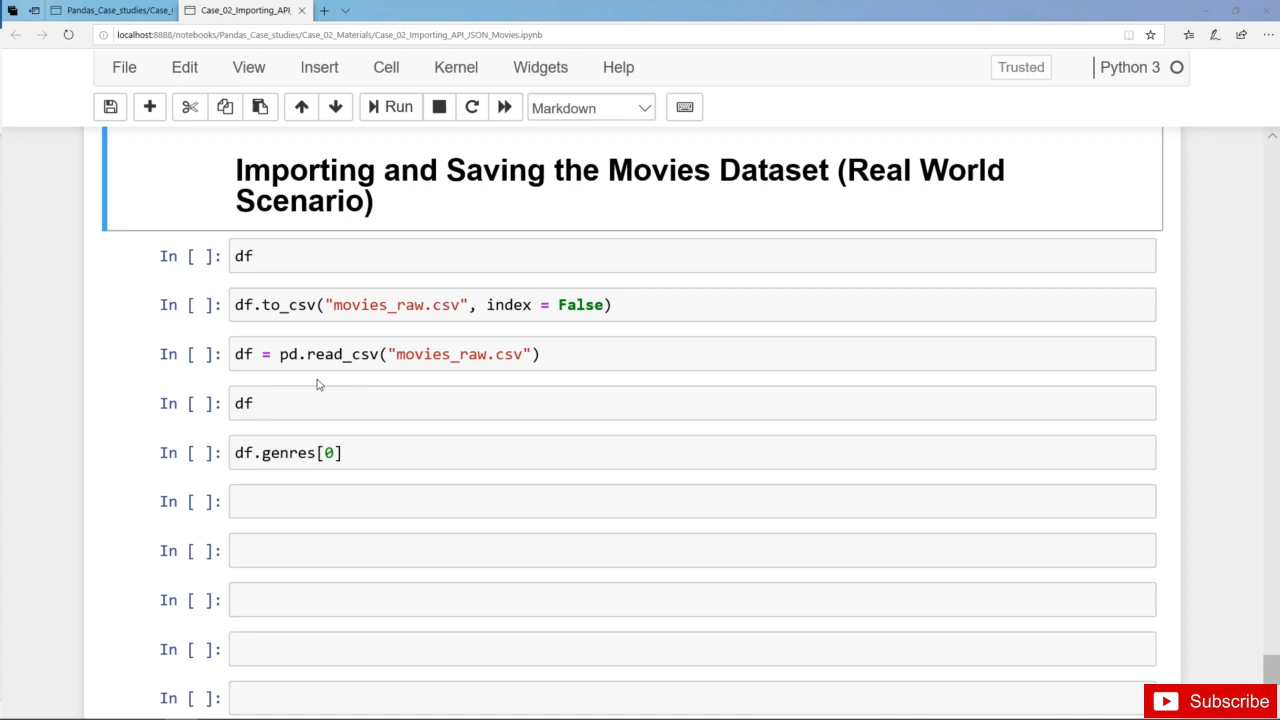 Pandas_Case_studies/Case_
Case_02_Importing_API_
localhost:8888/notebooks/Pandas_Case_studies/Case_02_Materials/Case_02_Importing_API_JSON_Movies.ipynb
File Edit View Insert Cell Kernel Widgets Help Trusted Python 3
Run Markdown
Importing and Saving the Movies Dataset (Real World
Scenario)
In [ ]: df
In [ ]: df.to_csv("movies_raw.csv", index = False)
In [ ]: df = pd.read_csv("movies_raw.csv")
In [ ]: df
In [ ]: df.genres[0]
In [ ]:
In [ ]:
In [ ]:
In [ ]:
In [ ]:
Subscribe